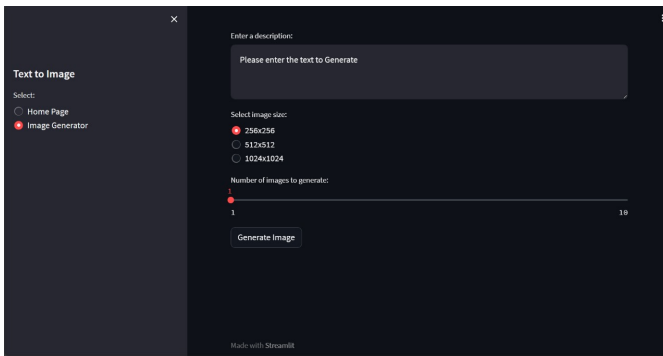 Text to Image
Select:
Home Page
Image Generator
Enter a description:
Please enter the text to Generate
Select image size:
256x256
512x512
1024x1024
Number of images to generate:
1
1 10
Generate Image
Made with Streamlit